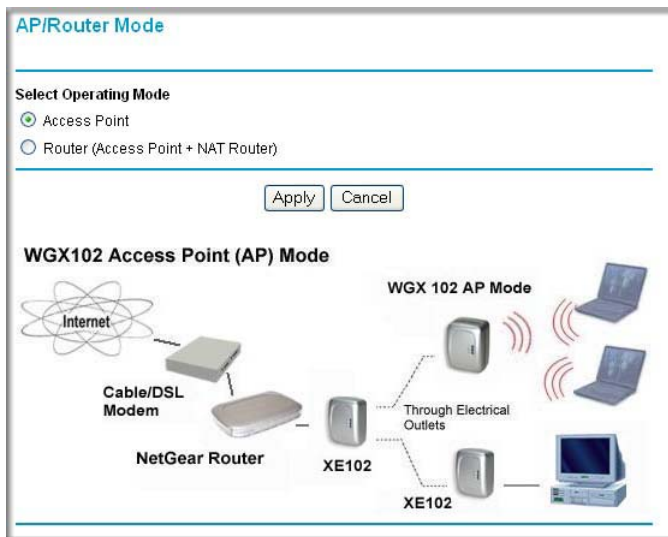 AP/Router Mode
Select Operating Mode
Access Point
Router (Access Point + NAT Router)
Apply Cancel
WGX102 Access Point (AP) Mode
Internet
WGX 102 AP Mode
Cable/DSL
Modem
Through Electrical
Outlets
NetGear Router
XE102
XE102